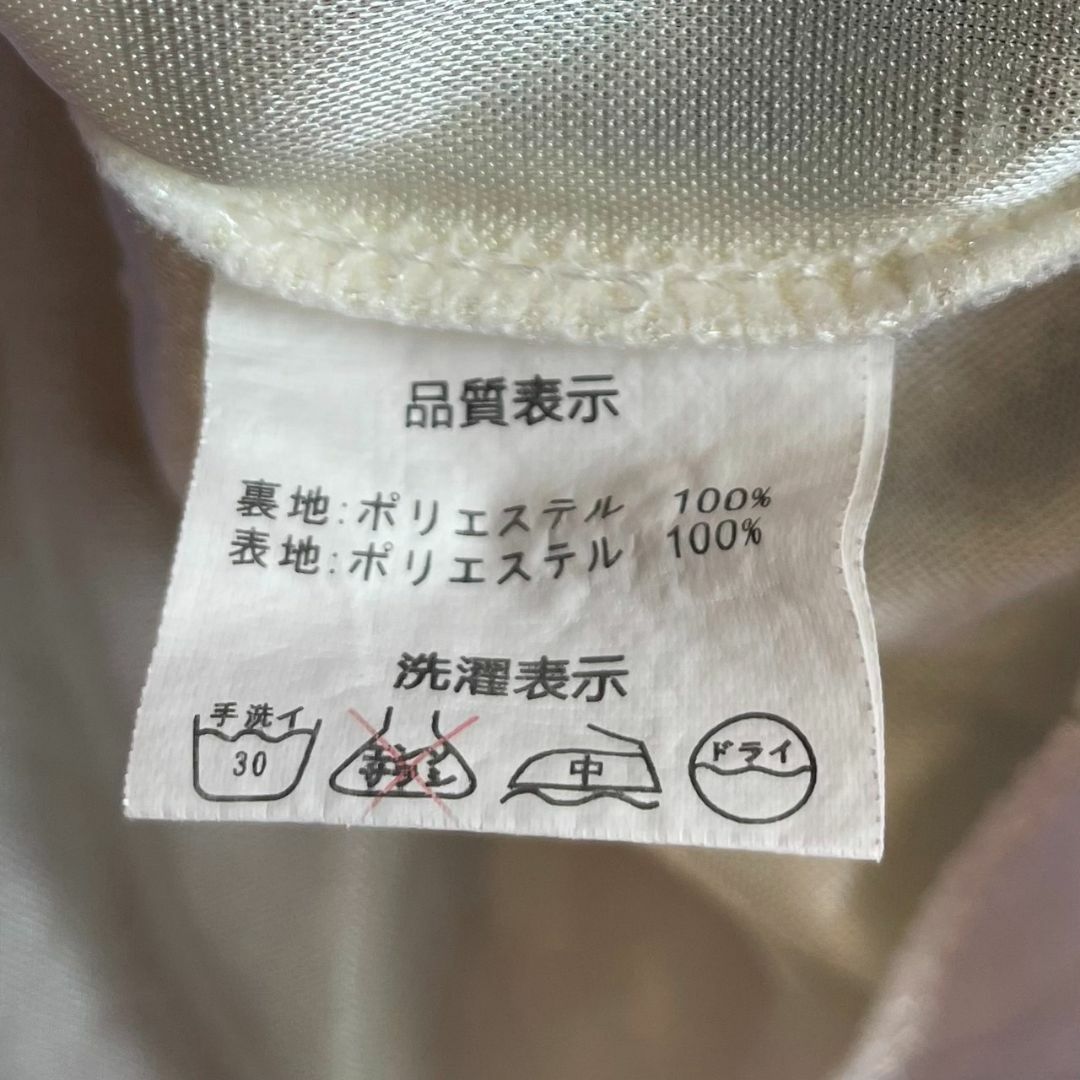 品質表示
裏地:ポリエステル 100%
表地:ポリエステル 100%
洗濯表示
手洗イ
30
中
ドライ